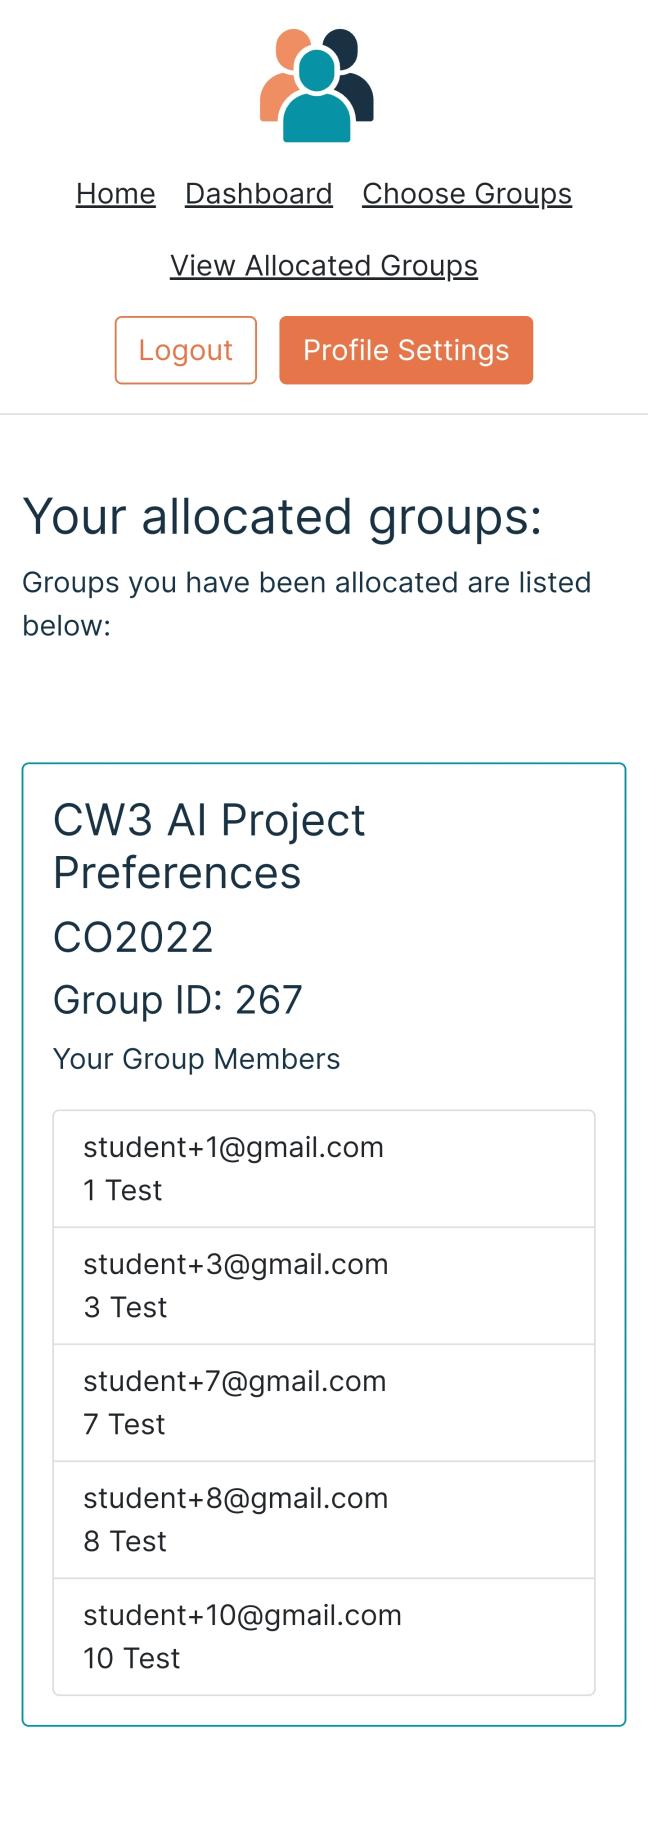 Home Dashboard Choose Groups
View Allocated Groups
Logout Profile Settings
Your allocated groups:
Groups you have been allocated are listed
below:
CW3 AI Project
Preferences
CO2022
Group ID: 267
Your Group Members
student+1@gmail.com
1 Test
student+3@gmail.com
3 Test
student+7@gmail.com
7 Test
student+8@gmail.com
8 Test
student+10@gmail.com
10 Test